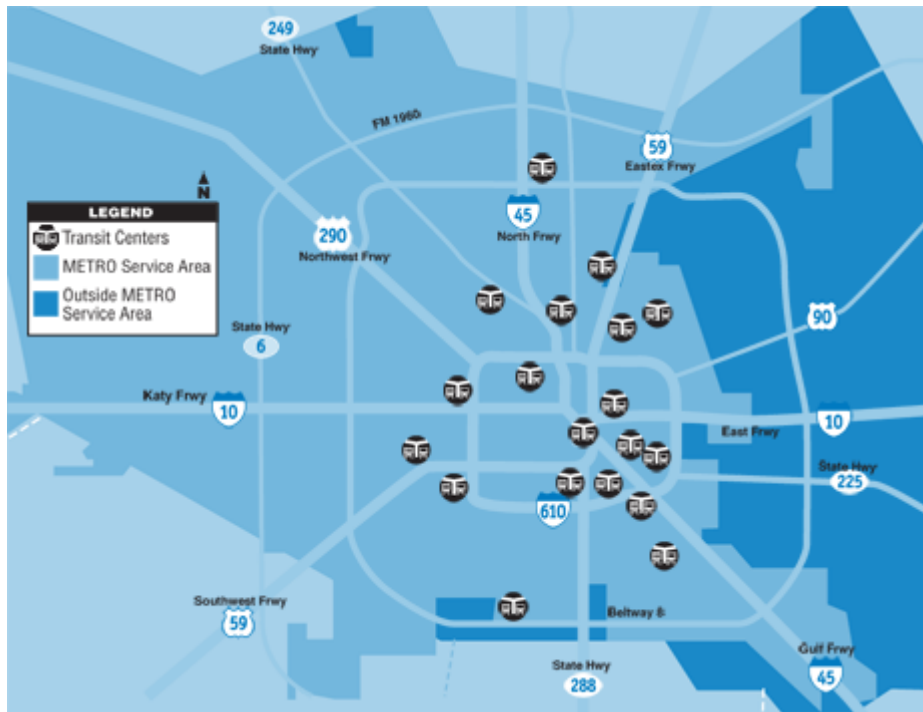 249
State Hwy
FM 1960
59
Eastex Frwy
N
LEGEND
Transit Centers
METRO Service Area
Outside METRO
Service Area
45
North Frwy
290
Northwest Frwy
90
State Hwy
6
Katy Frwy
10
10
East Frwy
State Hwy
225
610
Southwest Frwy
59
Beltway 8
Gulf Frwy
45
State Hwy
288